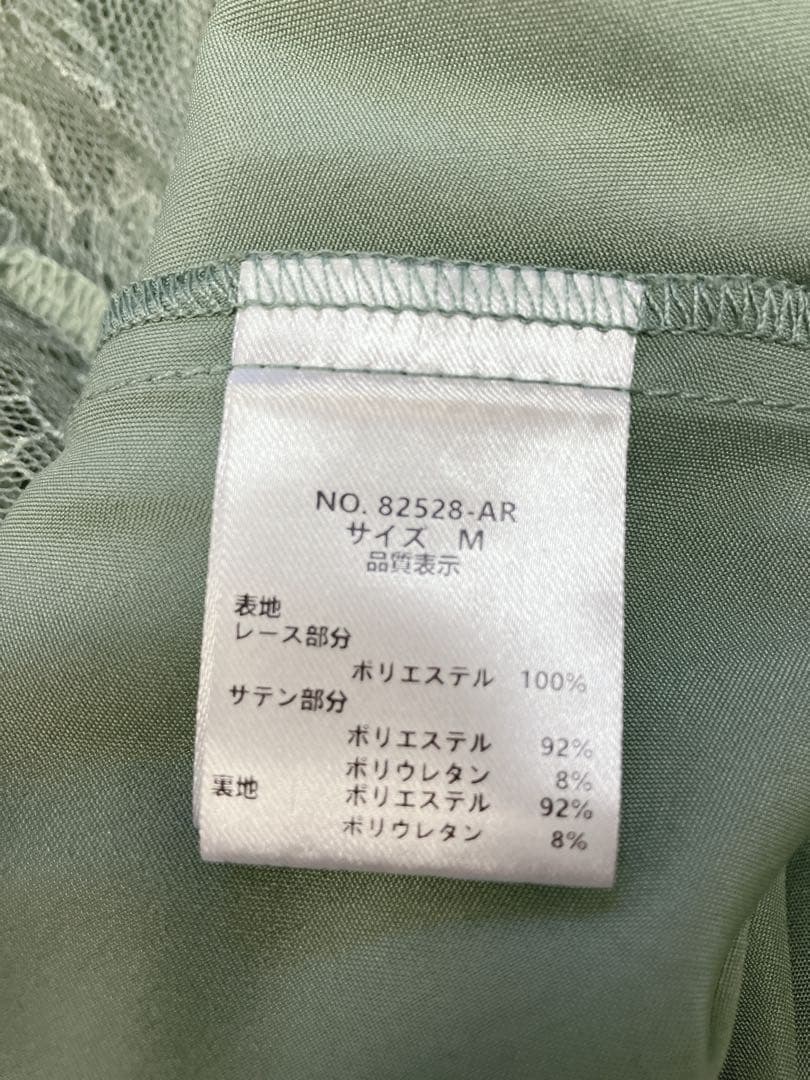 NO. 82528-AR
サイズ M
品質表示
表地
レース部分
ポリエステル 100%
サテン部分
ポリエステル 92%
ポリウレタン 8%
裏地 ポリエステル 92%
ポリウレタン 8%